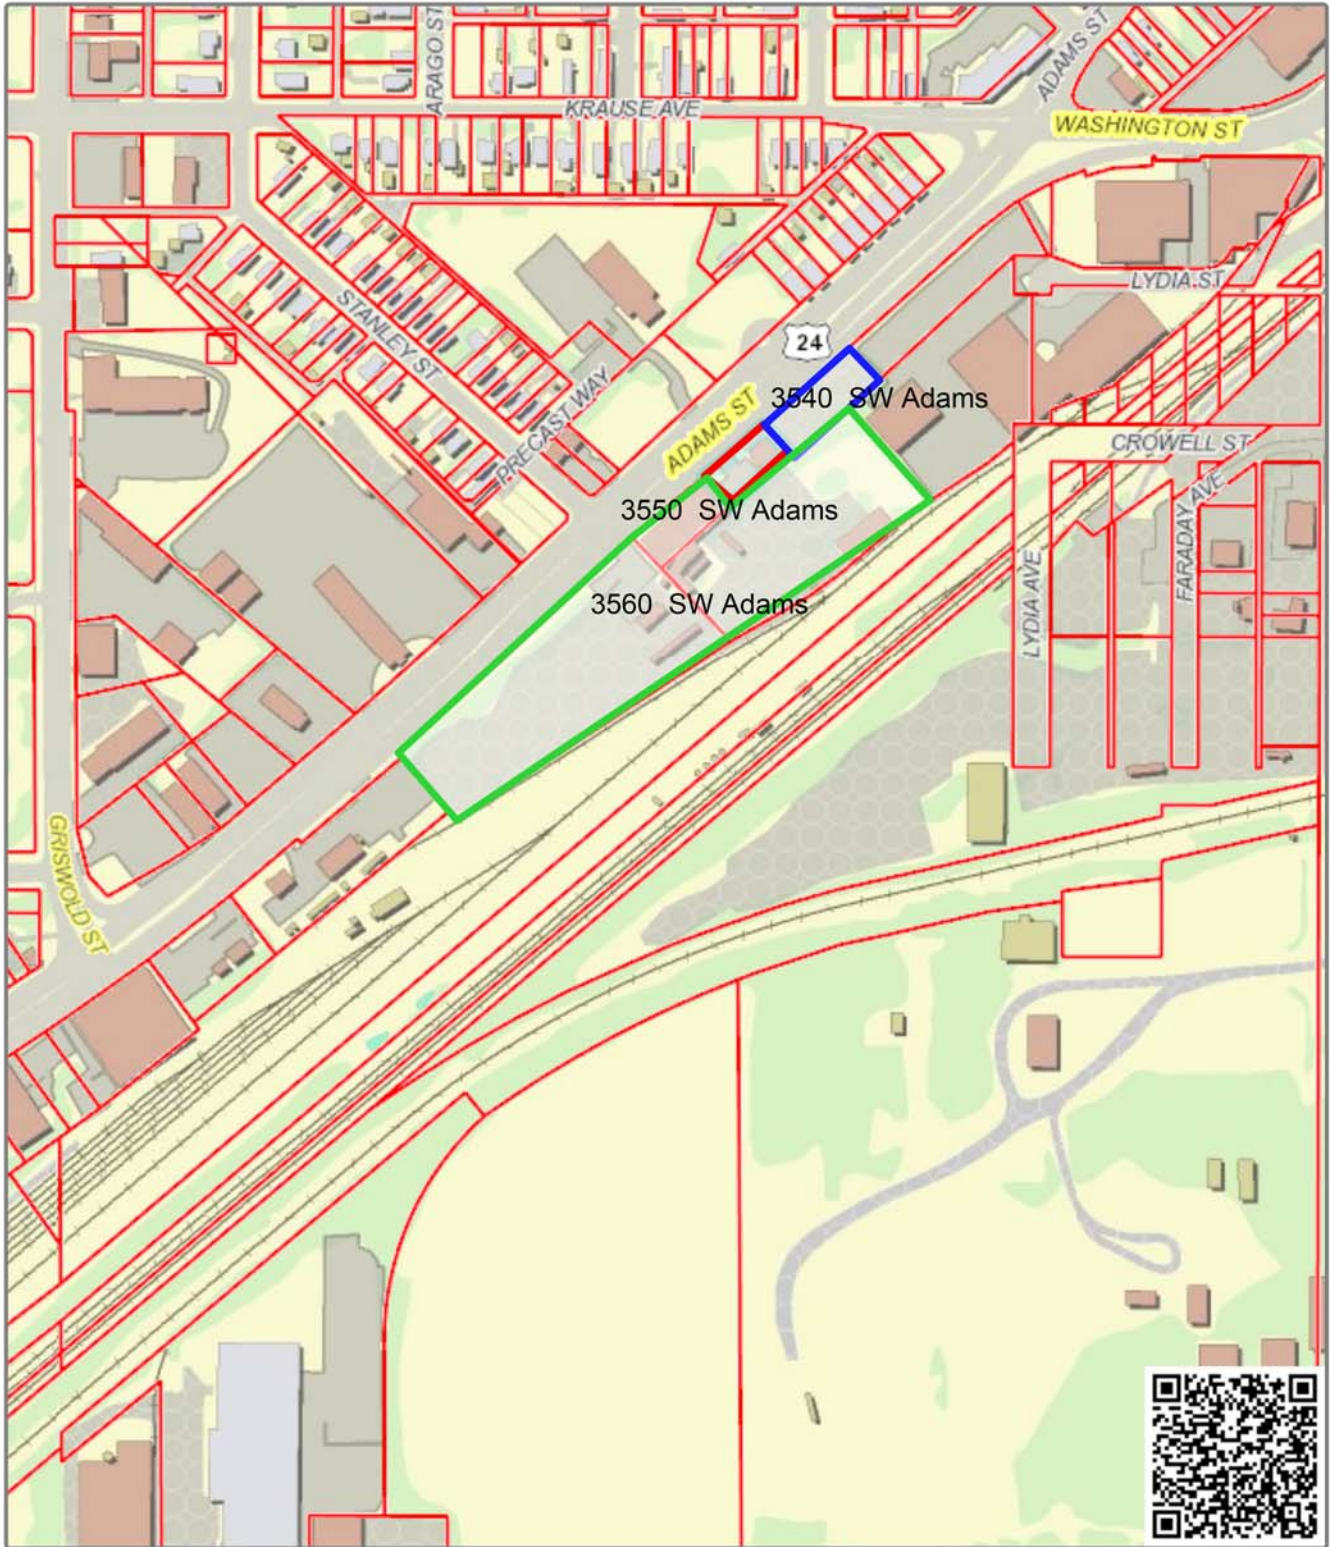 ARAGO ST
ADAMS ST
KRAUSE AVE
WASHINGTON ST
LYDIA ST
STANLEY ST
24
PRECAST WAY
ADAMS ST
3540 SW Adams
CROWELL ST
FARADAY AVE
3550 SW Adams
LYDIA AVE
3560 SW Adams
GRISWOLD ST